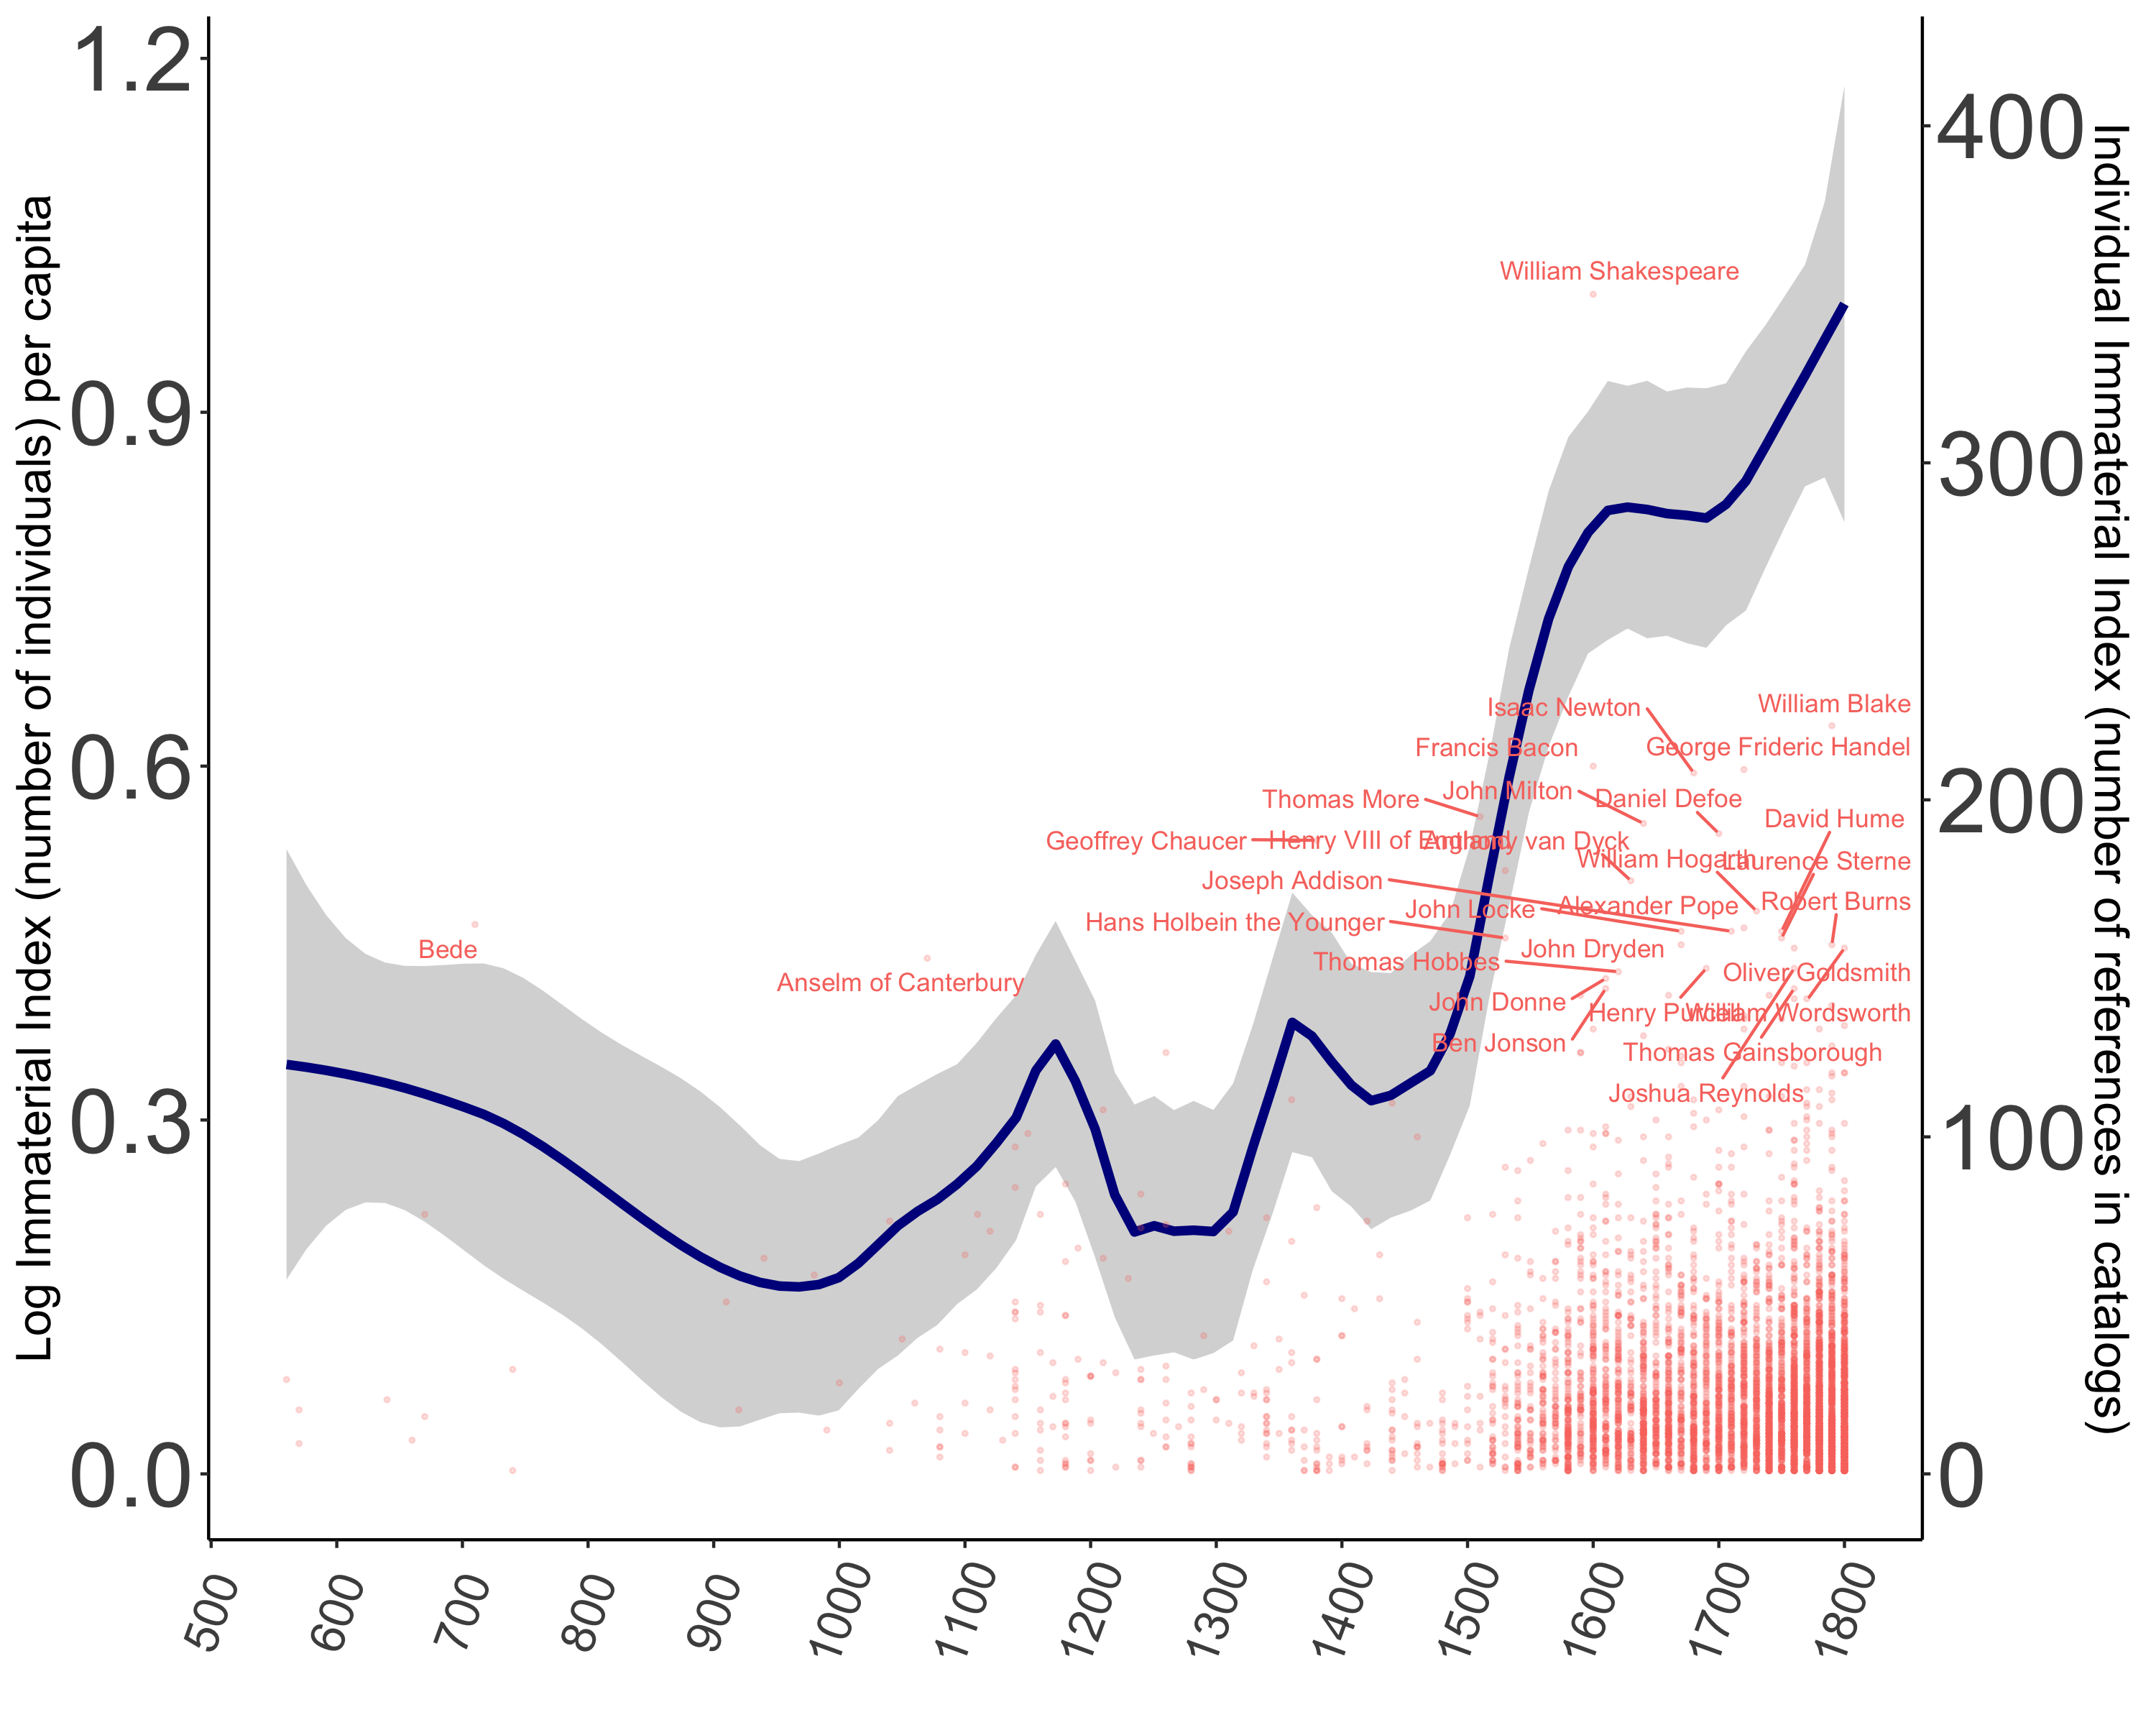 Log Immaterial Index (number of individuals) per capita
1.2
0.9
0.6
0.3
0.0
William Shakespeare
Isaac Newton
William Blake
Francis Bacon
George Frideric Handel
Thomas More
John Milton
Daniel Defoe
David Hume
Geoffrey Chaucer
Henry VIII of England
Anthony van Dyck
William Hogarth
Laurence Sterne
Joseph Addison
John Locke
Alexander Pope
Robert Burns
Hans Holbein the Younger
Bede
John Dryden
Thomas Hobbes
Oliver Goldsmith
Anselm of Canterbury
John Donne
Henry Purcell
William Wordsworth
Ben Jonson
Thomas Gainsborough
Joshua Reynolds
400
300
200
100
0
Individual Immaterial Index (number of references in catalogs)
500
600
700
800
900
1000
1100
1200
1300
1400
1500
1600
1700
1800